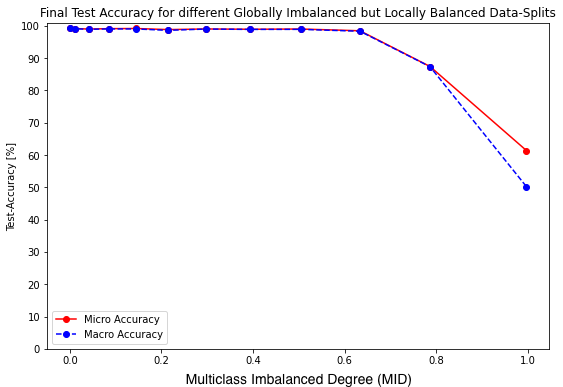 Final Test Accuracy for different Globally Imbalanced but Locally Balanced Data-Splits
100
90
80
70
60
50
40
30
20
10
0
Test-Accuracy [%]
Micro Accuracy
Macro Accuracy
0.0 0.2 0.4 0.6 0.8 1.0
Multiclass Imbalanced Degree (MID)